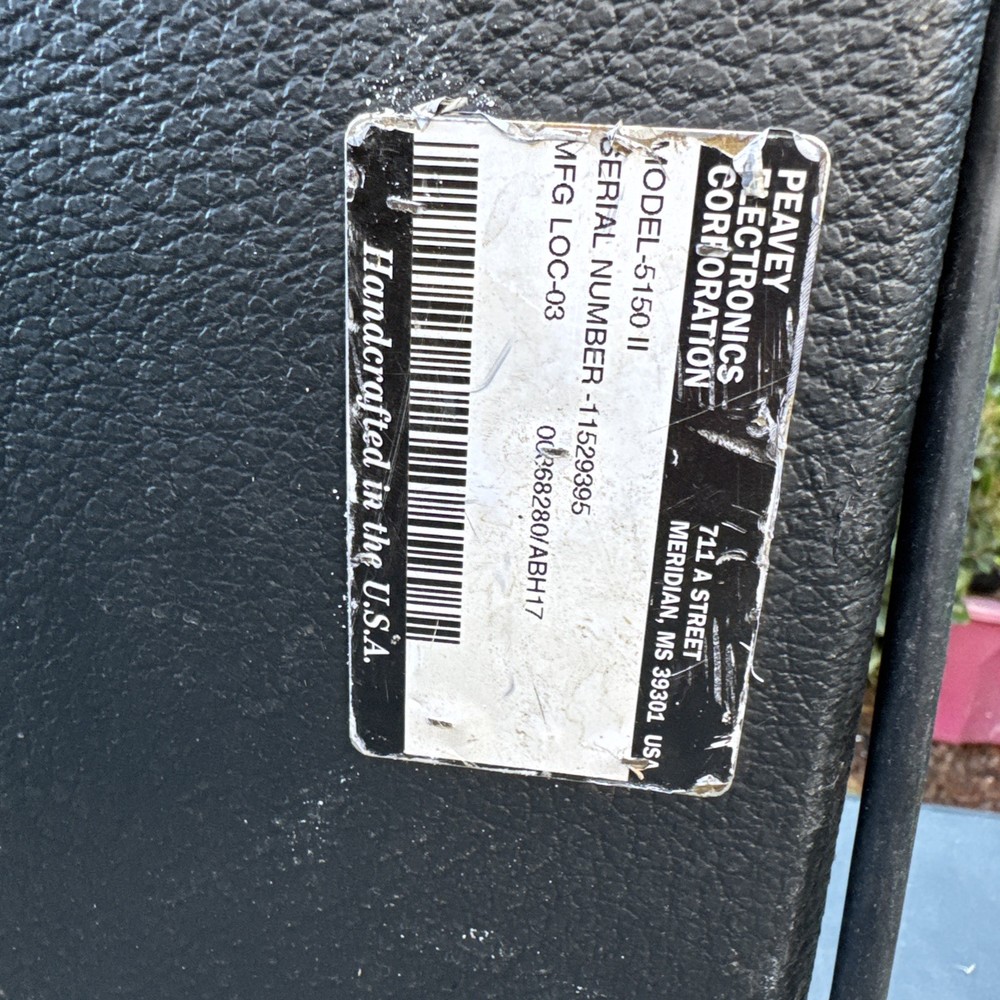 PEAVEY
ELECTRONICS
CORPORATION
711 A STREET
MERIDIAN, MS 39301 USA
MODEL-5150 II
SERIAL NUMBER -11529395
MFG LOC-03
00368280/ABH17
Handcrafted in the U.S.A.